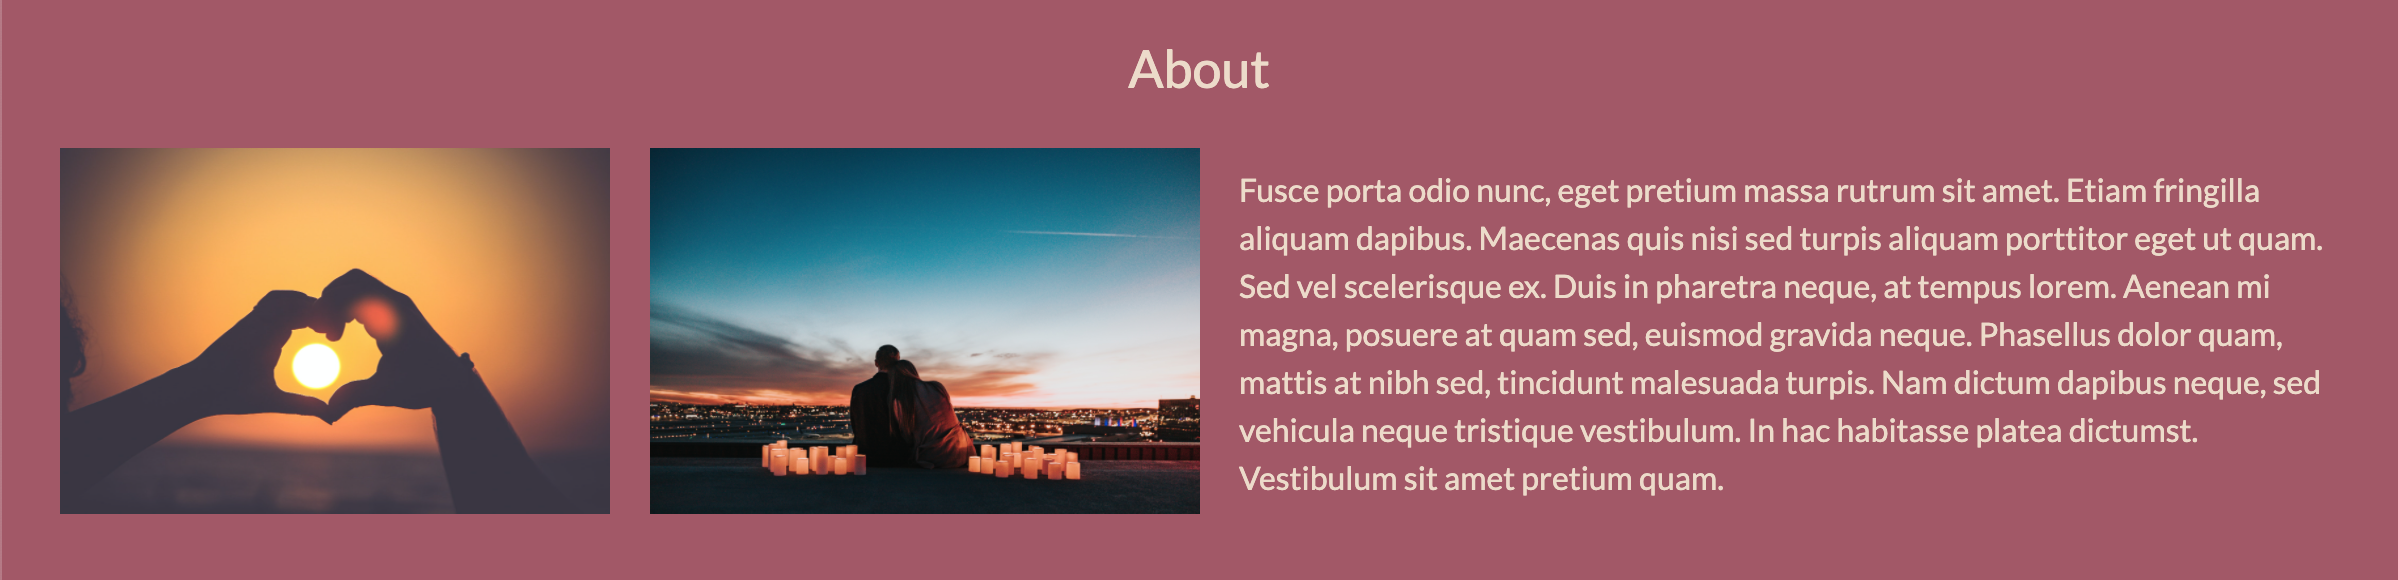 About
Fusce porta odio nunc, eget pretium massa rutrum sit amet. Etiam fringilla
aliquam dapibus. Maecenas quis nisi sed turpis aliquam porttitor eget ut quam.
Sed vel scelerisque ex. Duis in pharetra neque, at tempus lorem. Aenean mi
magna, posuere at quam sed, euismod gravida neque. Phasellus dolor quam,
mattis at nibh sed, tincidunt malesuada turpis. Nam dictum dapibus neque, sed
vehicula neque tristique vestibulum. In hac habitasse platea dictumst.
Vestibulum sit amet pretium quam.